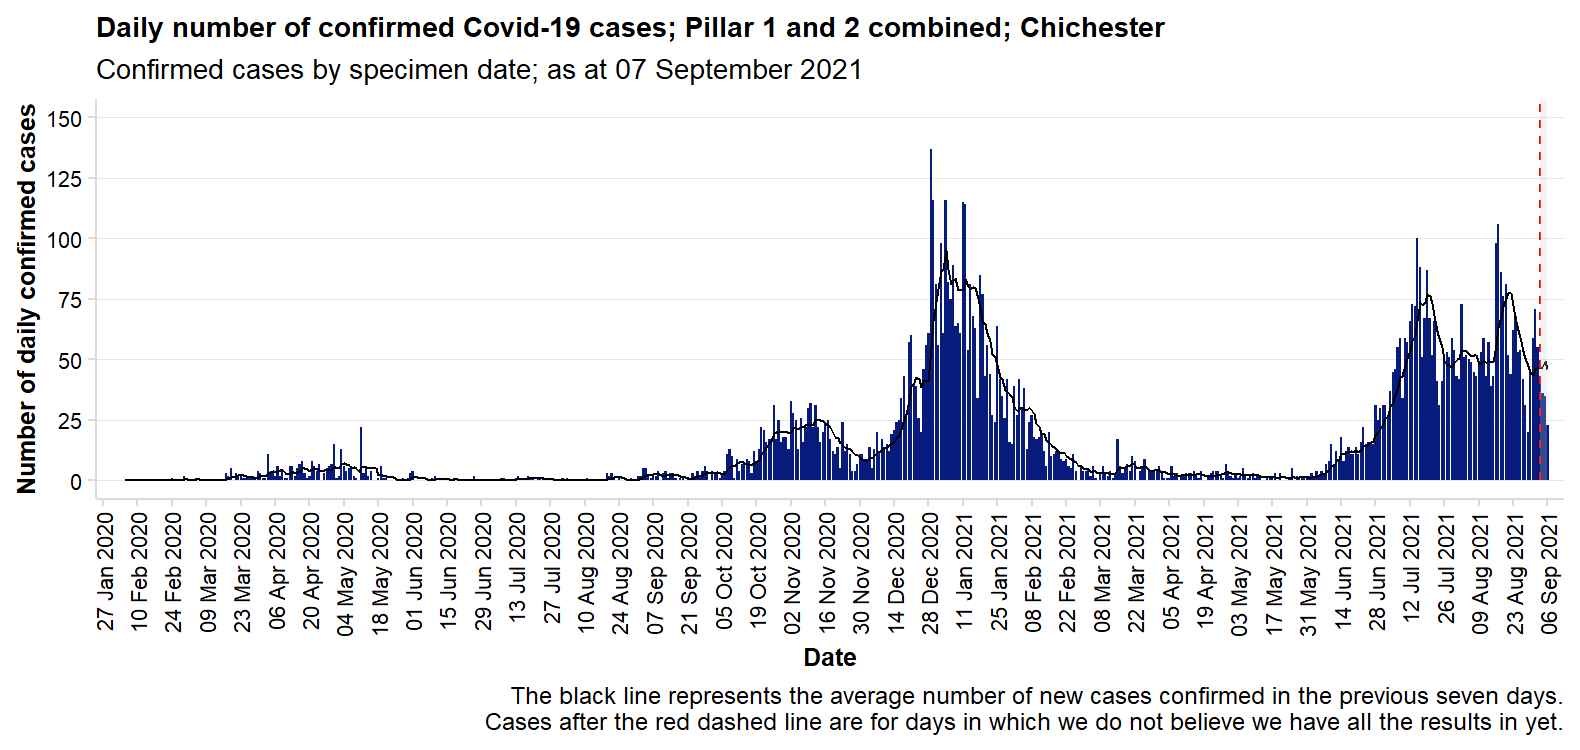 Daily number of confirmed Covid-19 cases; Pillar 1 and 2 combined; Chichester
Confirmed cases by specimen date; as at 07 September 2021
Number of daily confirmed cases
150
125
100
75
50
25
0
27 Jan 2020
10 Feb 2020
24 Feb 2020
09 Mar 2020
23 Mar 2020
06 Apr 2020
20 Apr 2020
04 May 2020
18 May 2020
01 Jun 2020
15 Jun 2020
29 Jun 2020
13 Jul 2020
27 Jul 2020
10 Aug 2020
24 Aug 2020
07 Sep 2020
21 Sep 2020
05 Oct 2020
19 Oct 2020
02 Nov 2020
16 Nov 2020
30 Nov 2020
14 Dec 2020
28 Dec 2020
11 Jan 2021
25 Jan 2021
08 Feb 2021
22 Feb 2021
08 Mar 2021
22 Mar 2021
05 Apr 2021
19 Apr 2021
03 May 2021
17 May 2021
31 May 2021
14 Jun 2021
28 Jun 2021
12 Jul 2021
26 Jul 2021
09 Aug 2021
23 Aug 2021
06 Sep 2021
Date
The black line represents the average number of new cases confirmed in the previous seven days.
Cases after the red dashed line are for days in which we do not believe we have all the results in yet.